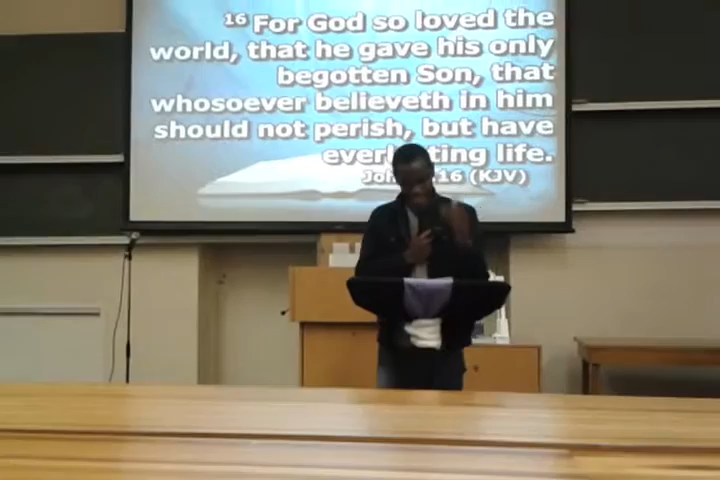 16 For God so loved the
world, that he gave his only
begotten Son, that
whosoever believeth in him
should not perish, but have
life.
16 (KJV)